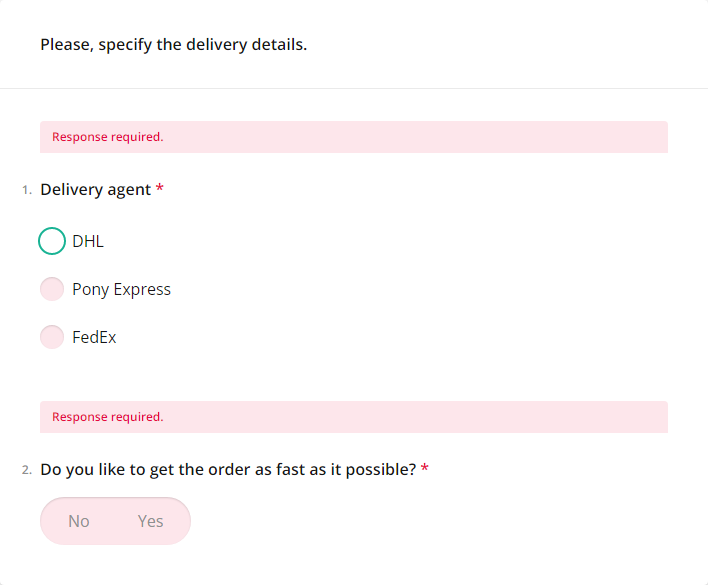 Please, specify the delivery details.
Response required.
1. Delivery agent *
DHL
Pony Express
FedEx
Response required.
2. Do you like to get the order as fast as it possible? *
No Yes